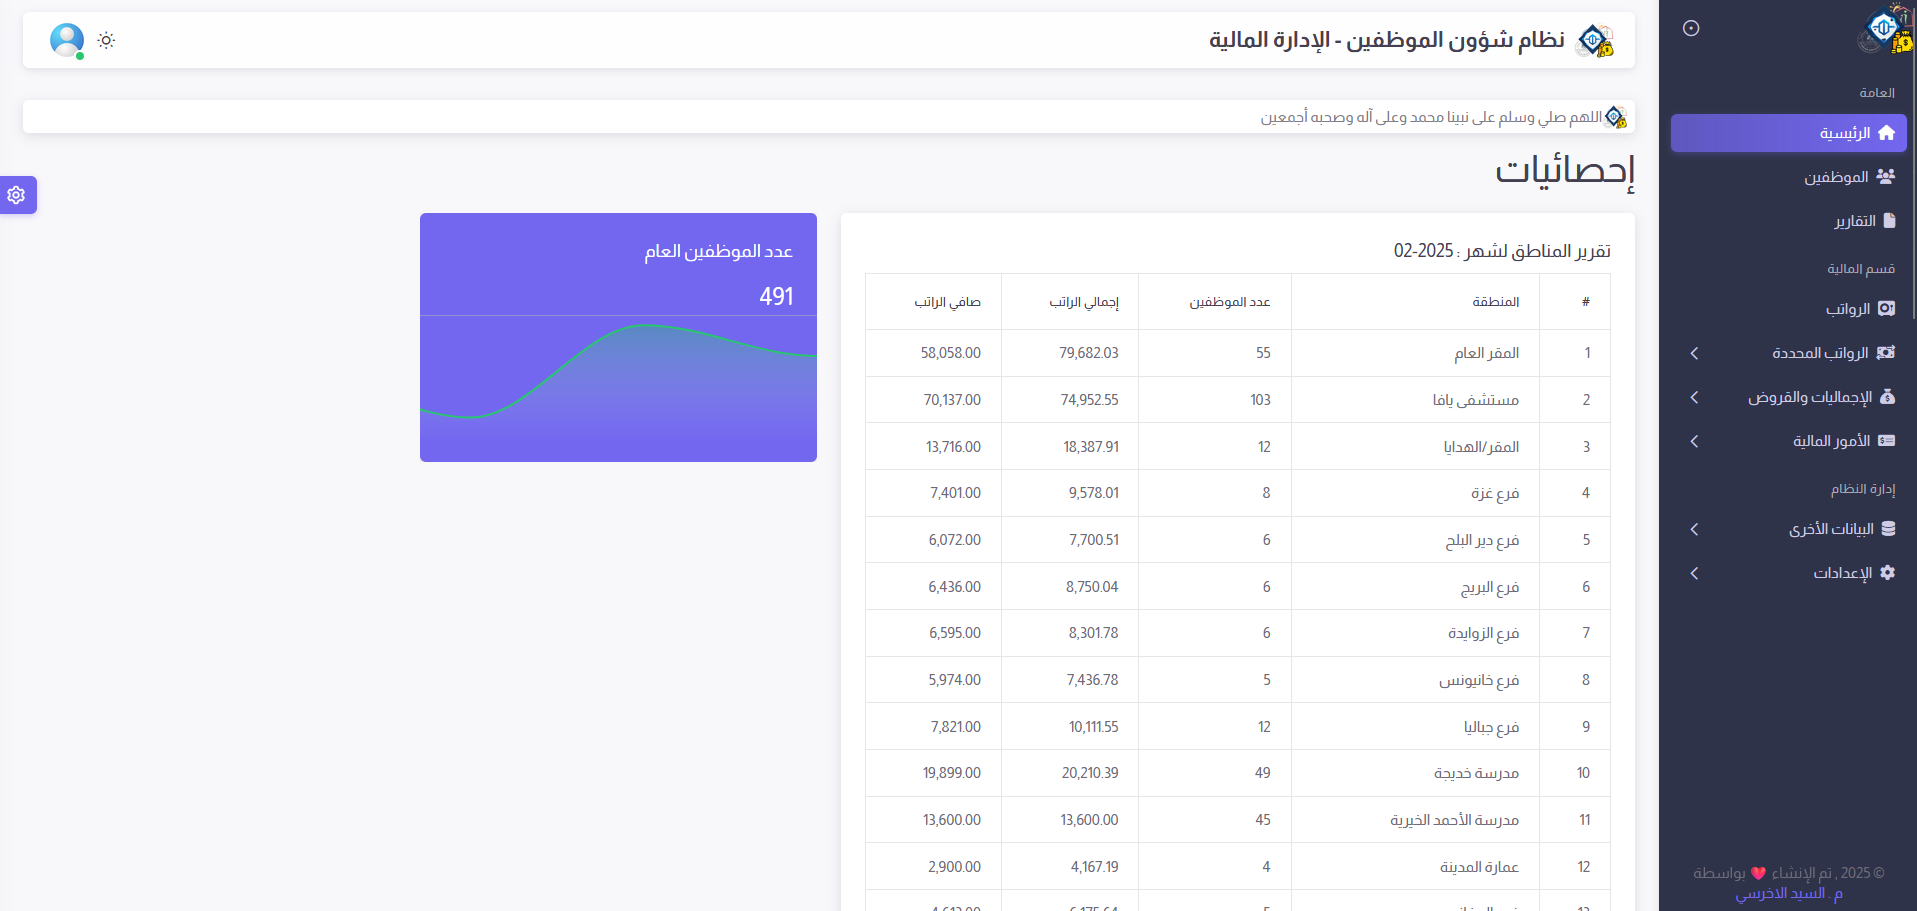 نظام شؤون الموظفين - الإدارة المالية
اللهم صلي وسلم على نبينا محمد وعلى آله وصحبه أجمعين
العامة
الرئيسية
الموظفين
التقارير
قسم المالية
الرواتب
الرواتب المحددة
الإجماليات والقروض
الأمور المالية
إدارة النظام
البيانات الأخرى
الإعدادات
© 2025 , تم الإنشاء ❤️ بواسطة
م . السيد الاخرسي
إحصائيات
تقرير المناطق لشهر : 2025-02
# المنطقة عدد الموظفين إجمالي الراتب صافي الراتب
1 المقر العام 55 79,682.03 58,058.00
2 مستشفى يافا 103 74,952.55 70,137.00
3 المقر/الهدايا 12 18,387.91 13,716.00
4 فرع غزة 8 9,578.01 7,401.00
5 فرع دير البلح 6 7,700.51 6,072.00
6 فرع البريج 6 8,750.04 6,436.00
7 فرع الزوايدة 6 8,301.78 6,595.00
8 فرع خانيونس 5 7,436.78 5,974.00
9 فرع جباليا 12 10,111.55 7,821.00
10 مدرسة خديجة 49 20,210.39 19,899.00
11 مدرسة الأحمد الخيرية 45 13,600.00 13,600.00
12 عمارة المدينة 4 4,167.19 2,900.00
عدد الموظفين العام
491